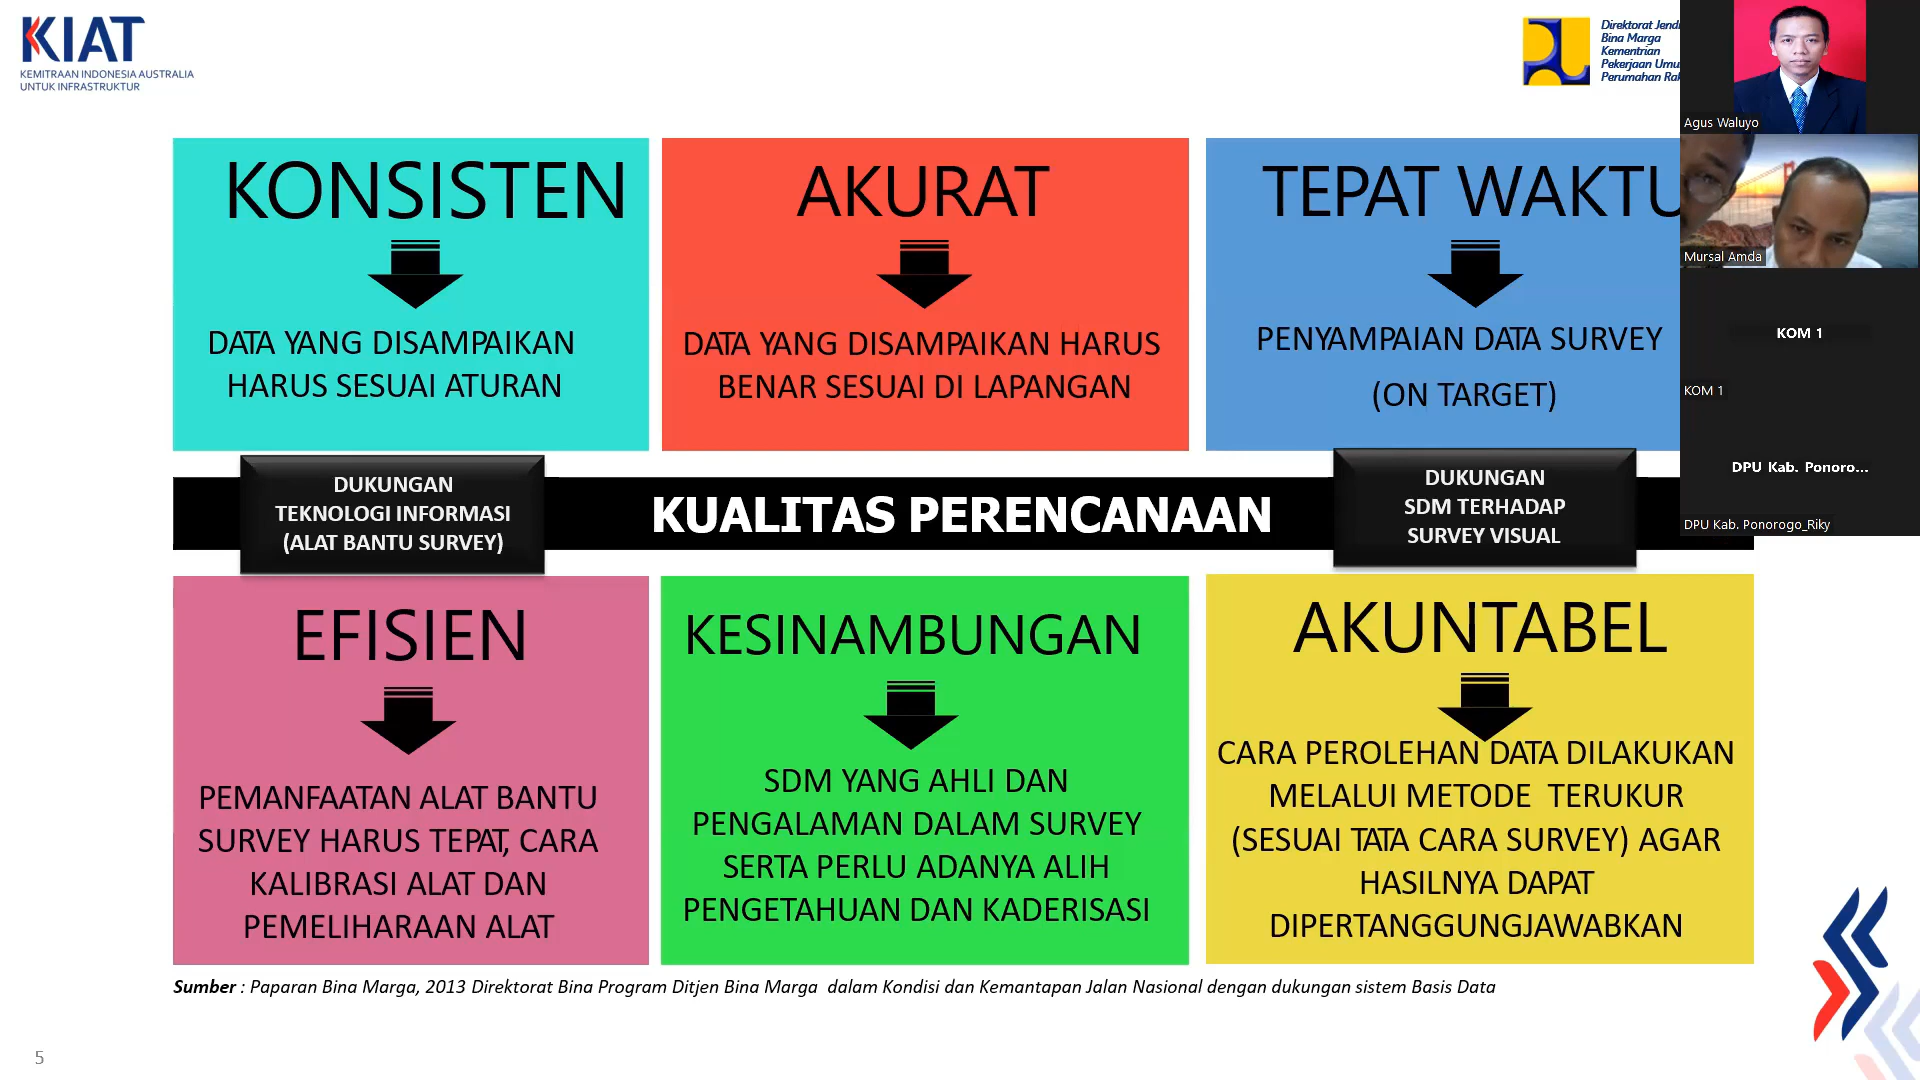 KIAT
KEMITRAAN INDONESIA AUSTRALIA
UNTUK INFRASTRUKTUR
Direktorat
Bina Marga
Kementrian
Pekerjaan
Perumahan
Agus Waluyo
Mursal Amda
KOM 1
KOM 1
DPU Kab. Ponoro...
DPU Kab. Ponorogo_Riky
KONSISTEN
DATA YANG DISAMPAIKAN
HARUS SESUAI ATURAN
AKURAT
DATA YANG DISAMPAIKAN HARUS
BENAR SESUAI DI LAPANGAN
TEPAT WAKTU
PENYAMPAIAN DATA SURVEY
(ON TARGET)
DUKUNGAN
TEKNOLOGI INFORMASI
(ALAT BANTU SURVEY)
KUALITAS PERENCANAAN
DUKUNGAN
SDM TERHADAP
SURVEY VISUAL
EFISIEN
PEMANFAATAN ALAT BANTU
SURVEY HARUS TEPAT, CARA
KALIBRASI ALAT DAN
PEMELIHARAAN ALAT
KESINAMBUNGAN
SDM YANG AHLI DAN
PENGALAMAN DALAM SURVEY
SERTA PERLU ADANYA ALIH
PENGETAHUAN DAN KADERISASI
AKUNTABEL
CARA PEROLEHAN DATA DILAKUKAN
MELALUI METODE TERUKUR
(SESUAI TATA CARA SURVEY) AGAR
HASILNYA DAPAT
DIPERTANGGUNGJAWABKAN
Sumber : Paparan Bina Marga, 2013 Direktorat Bina Program Ditjen Bina Marga dalam Kondisi dan Kemantapan Jalan Nasional dengan dukungan sistem Basis Data
5